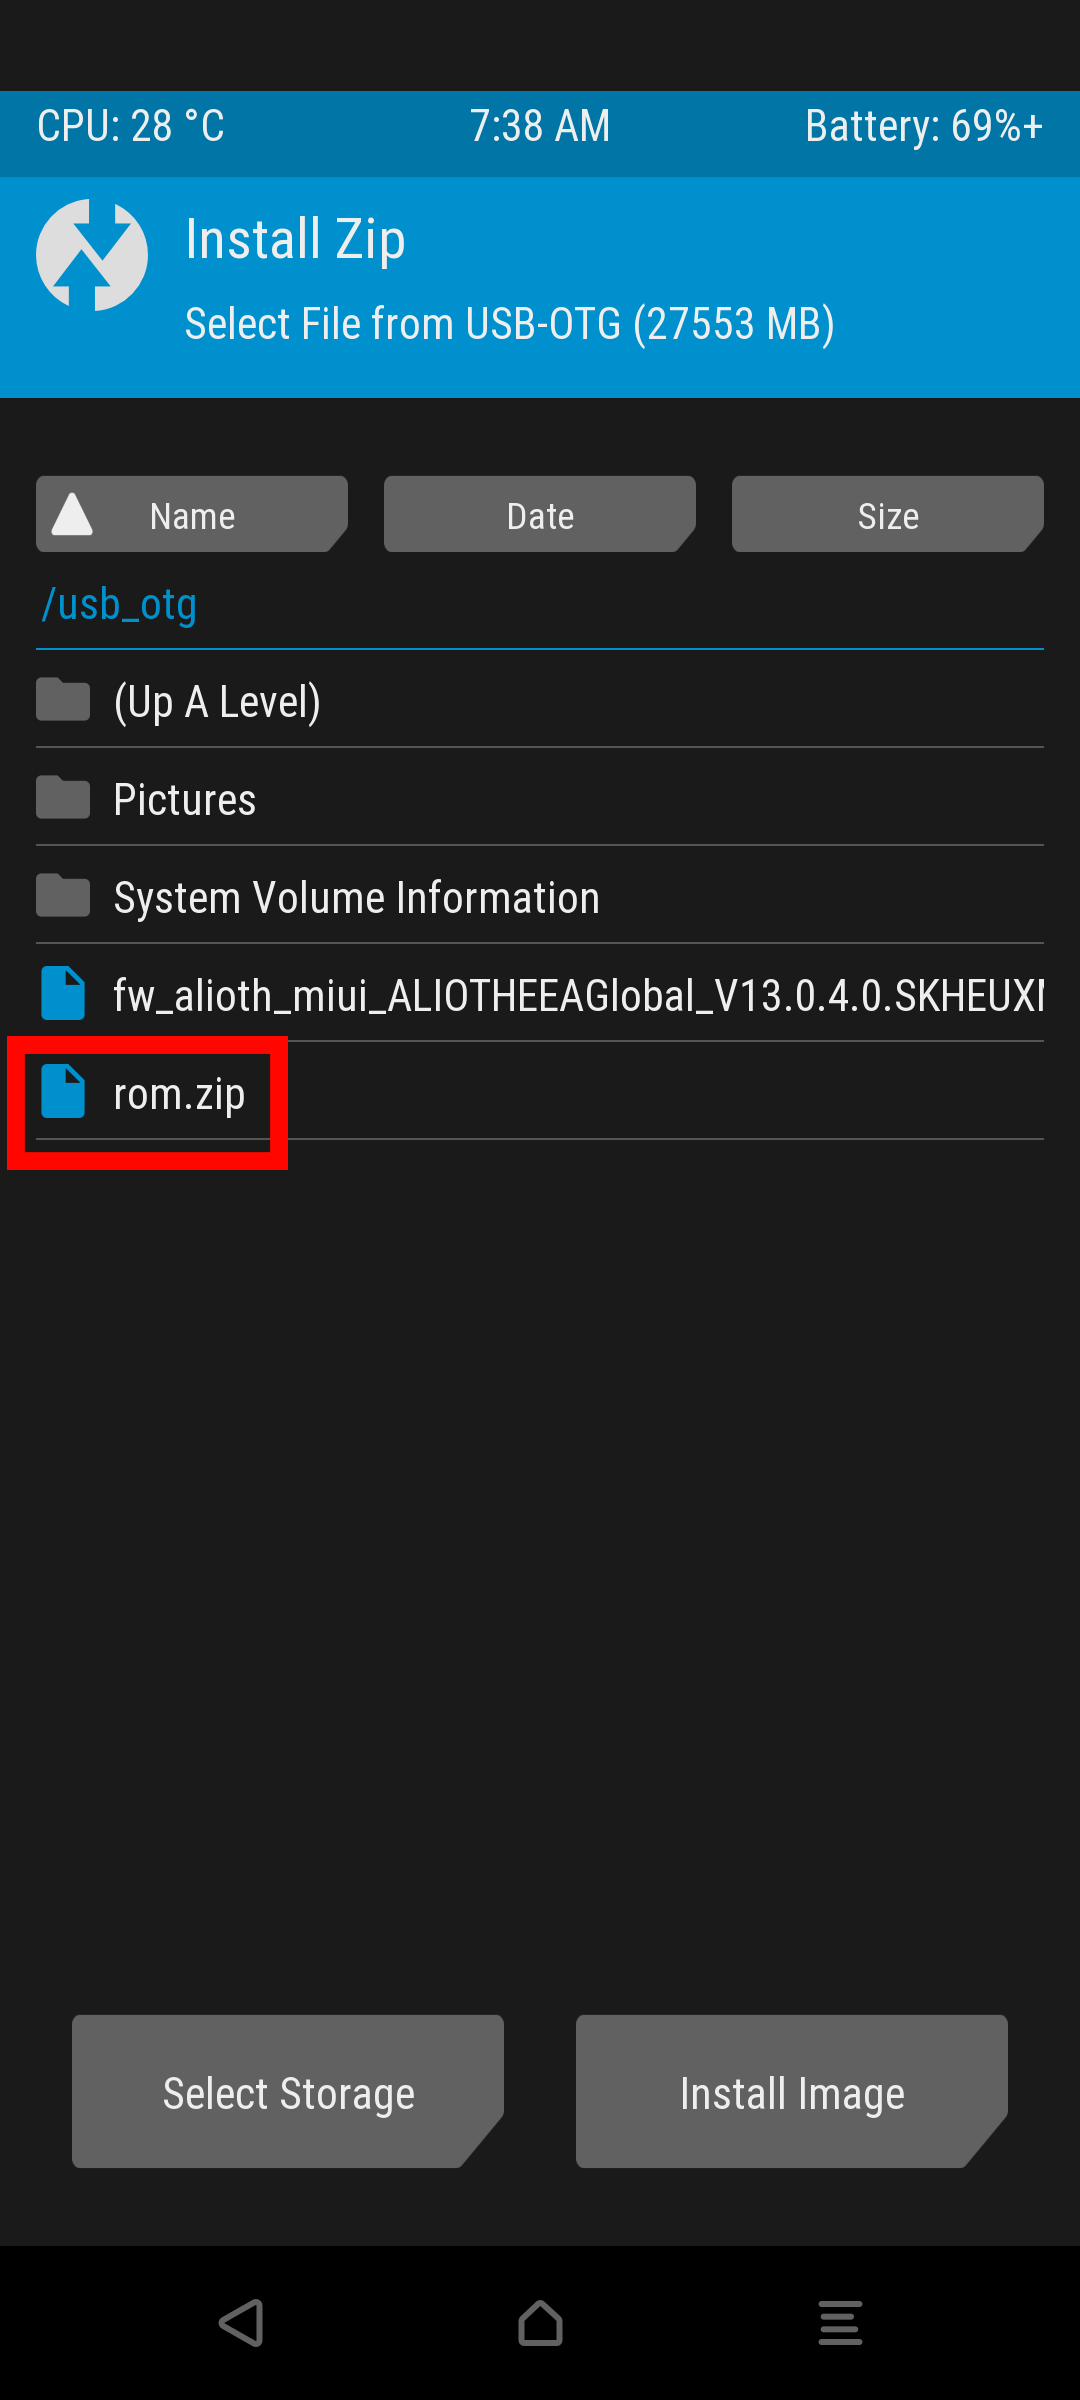 CPU: 28 °C 7:38 AM Battery: 69%+
Install Zip
Select File from USB-OTG (27553 MB)
Name Date Size
/usb_otg
(Up A Level)
Pictures
System Volume Information
fw_alioth_miui_ALIOTHEEAGlobal_V13.0.4.0.SKHEUX
rom.zip
Select Storage Install Image